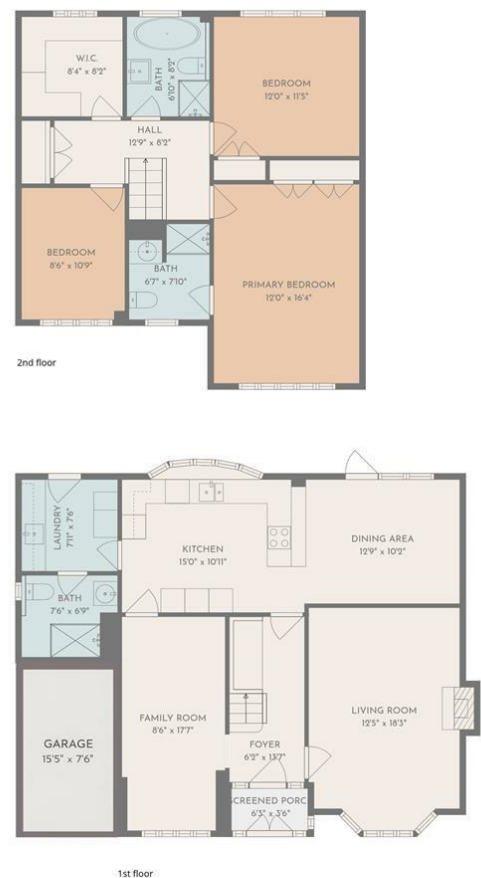 W.I.C.
8'4" x 8'2"
BATH
6'10" x 8'2"
BEDROOM
12'0" x 11'5"
HALL
12'9" x 8'2"
BEDROOM
8'6" x 10'9"
BATH
6'7" x 7'10"
PRIMARY BEDROOM
12'0" x 16'4"
2nd floor
LAUNDRY
7'11" x 7'6"
KITCHEN
15'0" x 10'11"
DINING AREA
12'9" x 10'2"
BATH
7'6" x 6'9"
GARAGE
15'5" x 7'6"
FAMILY ROOM
8'6" x 17'7"
FOYER
6'2" x 13'7"
LIVING ROOM
12'5" x 18'3"
SCREENED PORC
6'3" x 3'6"
1st floor